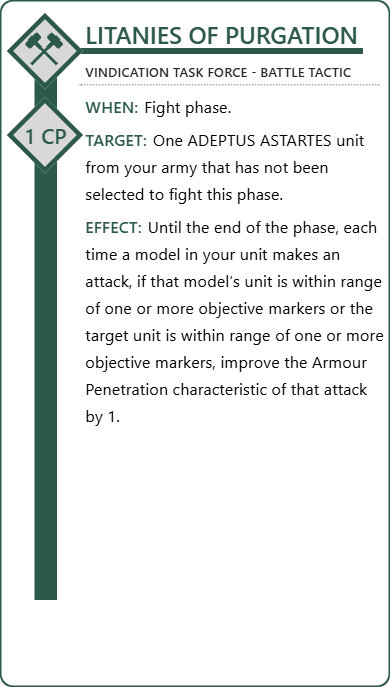 LITANIES OF PURGATION
VINDICATION TASK FORCE - BATTLE TACTIC
WHEN: Fight phase.
1 CP
TARGET: One ADEPTUS ASTARTES unit
from your army that has not been
selected to fight this phase.
EFFECT: Until the end of the phase, each
time a model in your unit makes an
attack, if that model's unit is within range
of one or more objective markers or the
target unit is within range of one or more
objective markers, improve the Armour
Penetration characteristic of that attack
by 1.